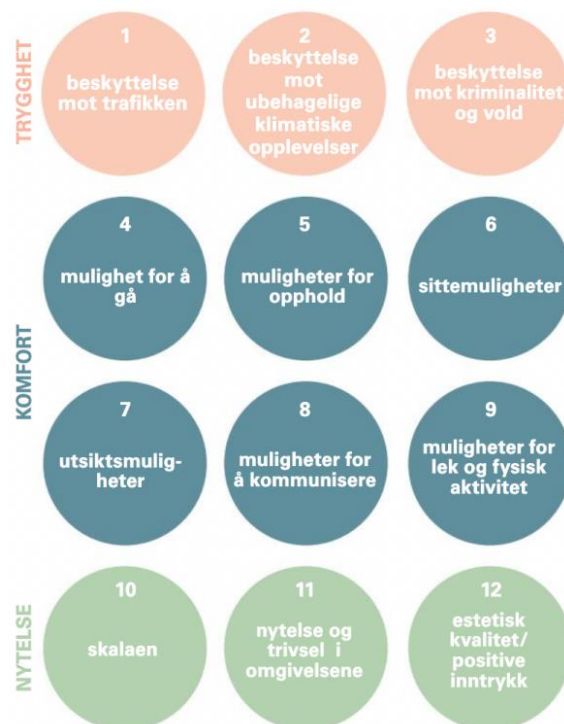 TRYGGHET
1
beskyttelse
mot trafikken
2
beskyttelse
mot
ubehagelige
klimatiske
opplevelser
3
beskyttelse
mot kriminalitet
og vold
KOMFORT
4
mulighet for å
gå
5
muligheter for
opphold
6
sittemuligheter
7
utsiktsmulig-
heter
8
muligheter for
å kommunisere
9
muligheter for
lek og fysisk
aktivitet
NYTELSE
10
skalaen
11
nytelse og
trivsel i
omgivelsene
12
estetisk
kvalitet/
positive
inntrykk